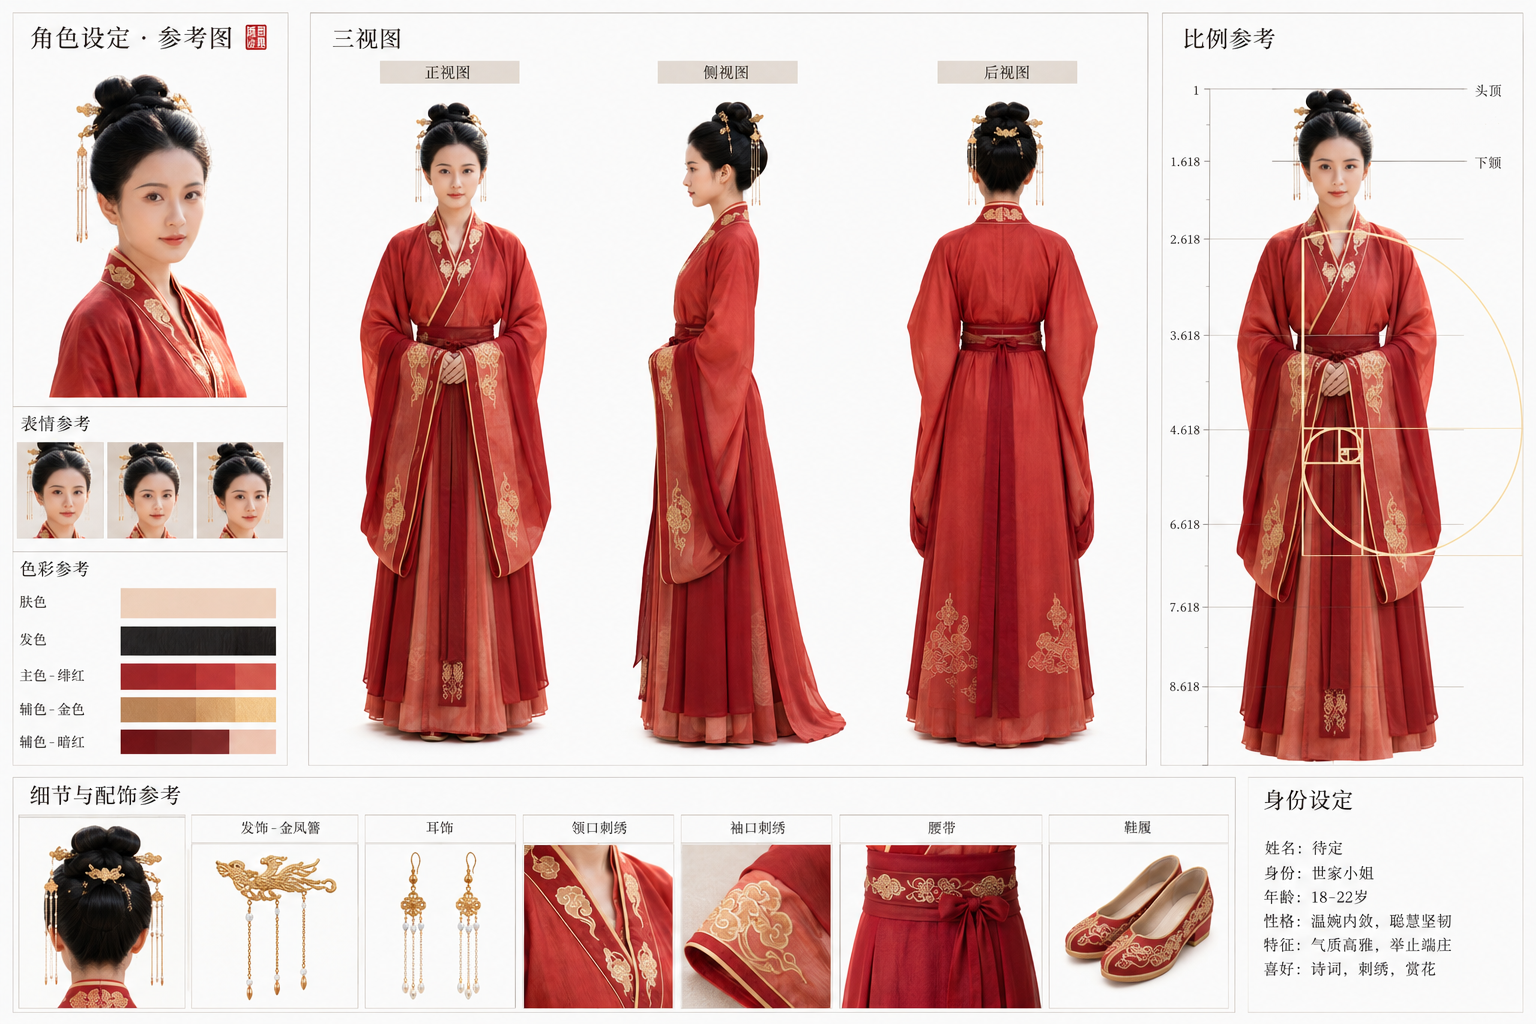 角色设定 · 参考图
三视图
正视图
侧视图
后视图
比例参考
1
头顶
1.618
下颌
2.618
3.618
4.618
6.618
7.618
8.618
表情参考
色彩参考
肤色
发色
主色 - 绯红
辅色 - 金色
辅色 - 暗红
细节与配饰参考
发饰 - 金凤簪
耳饰
领口刺绣
袖口刺绣
腰带
鞋履
身份设定
姓名：待定
身份：世家小姐
年龄：18-22岁
性格：温婉内敛，聪慧坚韧
特征：气质高雅，举止端庄
喜好：诗词，刺绣，赏花